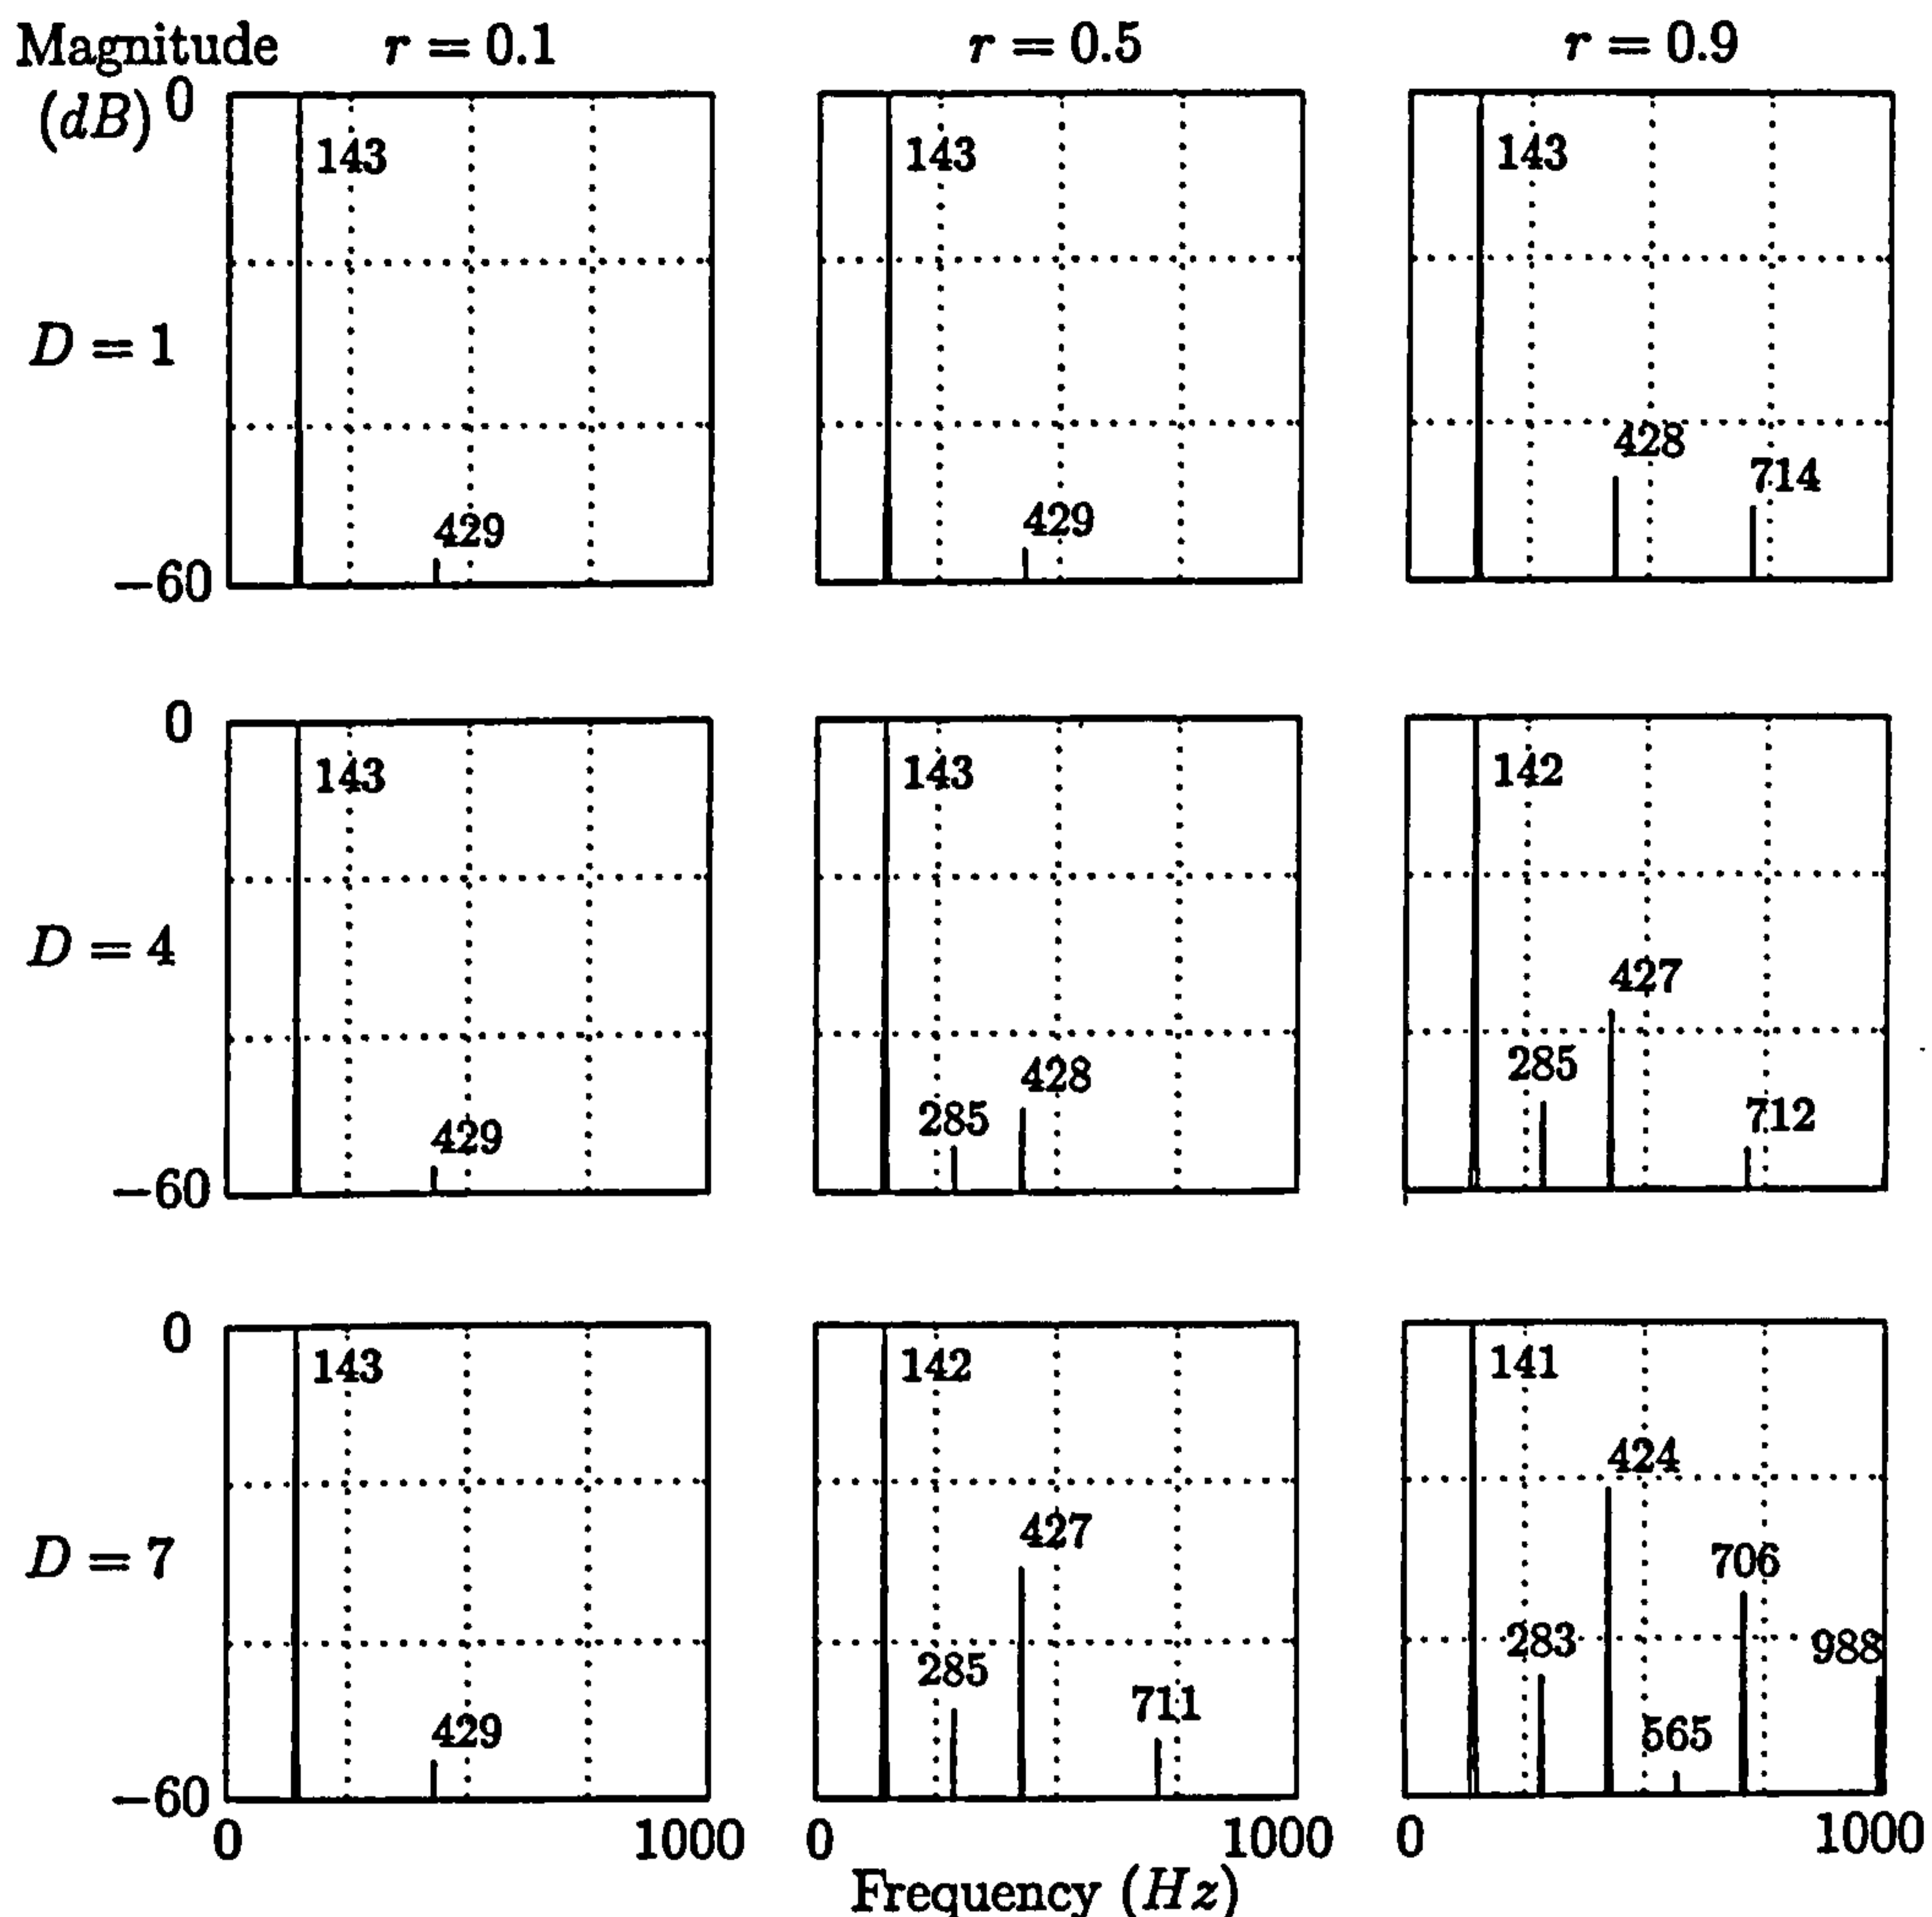 Magnitude r = 0.1 r = 0.5 r = 0.9
(dB) 0
143 143 143
428
714
429 429
D = 1
−60
0
143 143 142
427
285
428
285
712
429
D = 4
−60
0
143 142 141
424
427
706
283
988
285
711
565
429
D = 7
−60
0 1000 0 1000 0 1000
Frequency (Hz)